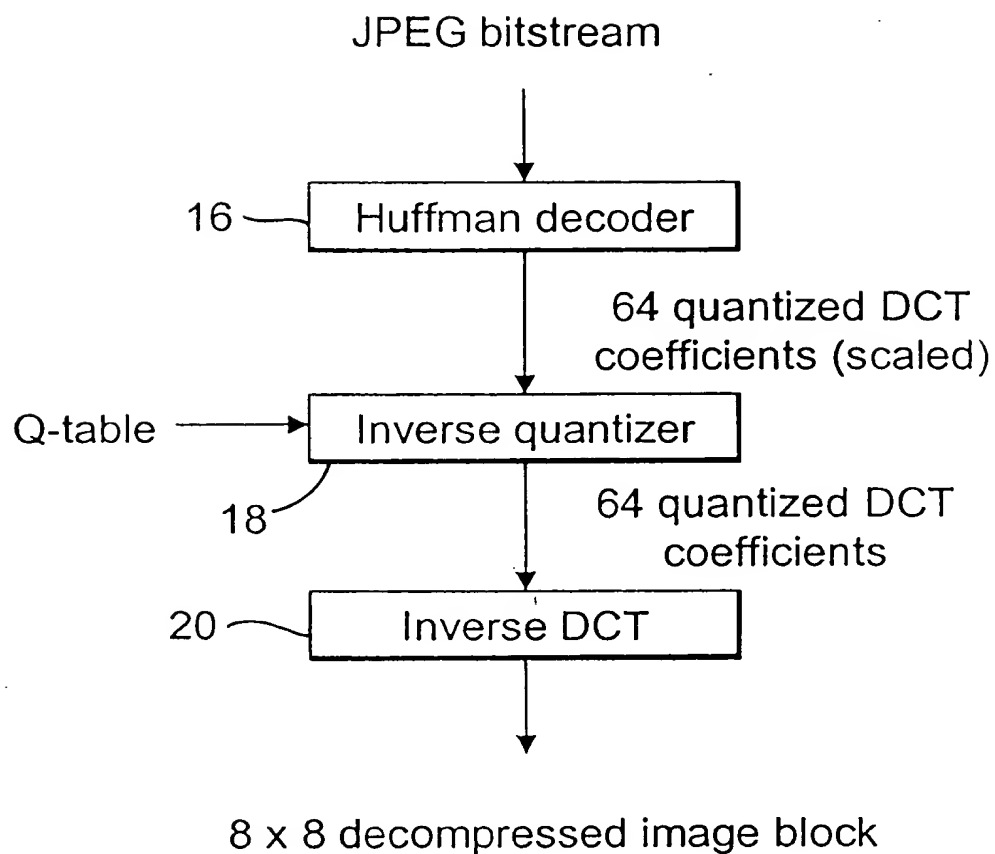 JPEG bitstream
16
Huffman decoder
64 quantized DCT
coefficients (scaled)
Q-table
Inverse quantizer
18
64 quantized DCT
coefficients
20
Inverse DCT
8 x 8 decompressed image block